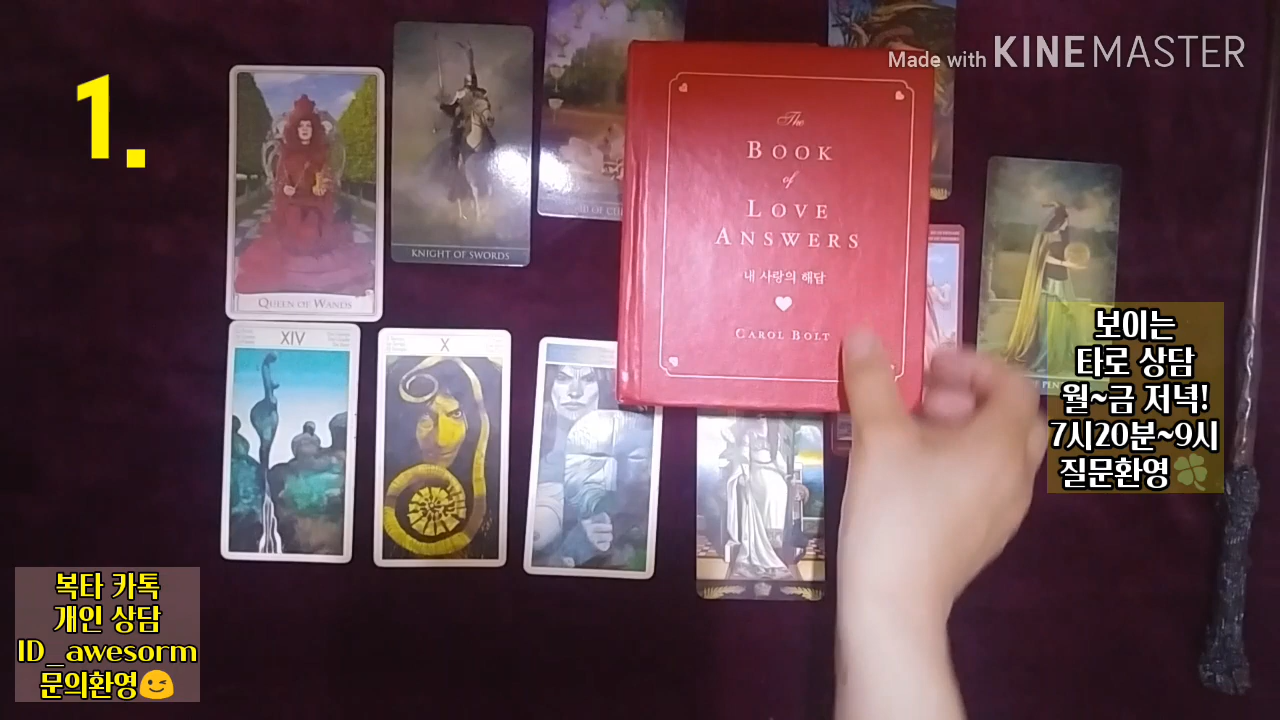 Made with KINEMASTER
1.
QUEEN OF WANDS
KNIGHT OF SWORDS
The
BOOK
of
LOVE
ANSWERS
내 사랑의 해답
CAROL BOLT
XIV
X
보이는
타로 상담
월~금 저녁!
7시20분~9시
질문환영🍀
복타 카톡
개인 상담
ID_awesorm
문의환영😉